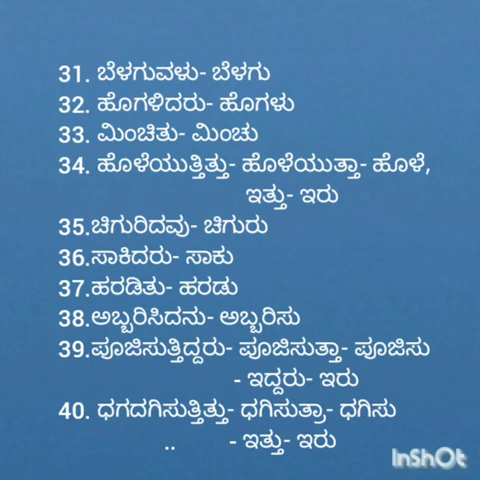 31. ಬೆಳಗುವಳು- ಬೆಳಗು
32. ಹೊಗಳಿದರು- ಹೊಗಳು
33. ಮಿಂಚಿತು- ಮಿಂಚು
34. ಹೊಳೆಯುತ್ತಿತ್ತು- ಹೊಳೆಯುತ್ತಾ- ಹೊಳೆ,
ಇತ್ತು- ಇರು
35.ಚಿಗುರಿದವು- ಚಿಗುರು
36.ಸಾಕಿದರು- ಸಾಕು
37.ಹರಡಿತು- ಹರಡು
38.ಅಬ್ಬರಿಸಿದನು- ಅಬ್ಬರಿಸು
39.ಪೂಜಿಸುತ್ತಿದ್ದರು- ಪೂಜಿಸುತ್ತಾ- ಪೂಜಿಸು
- ಇದ್ದರು- ಇರು
40. ಧಗದಗಿಸುತ್ತಿತ್ತು- ಧಗಿಸುತ್ರಾ- ಧಗಿಸು
.. - ಇತ್ತು- ಇರು
InShOt